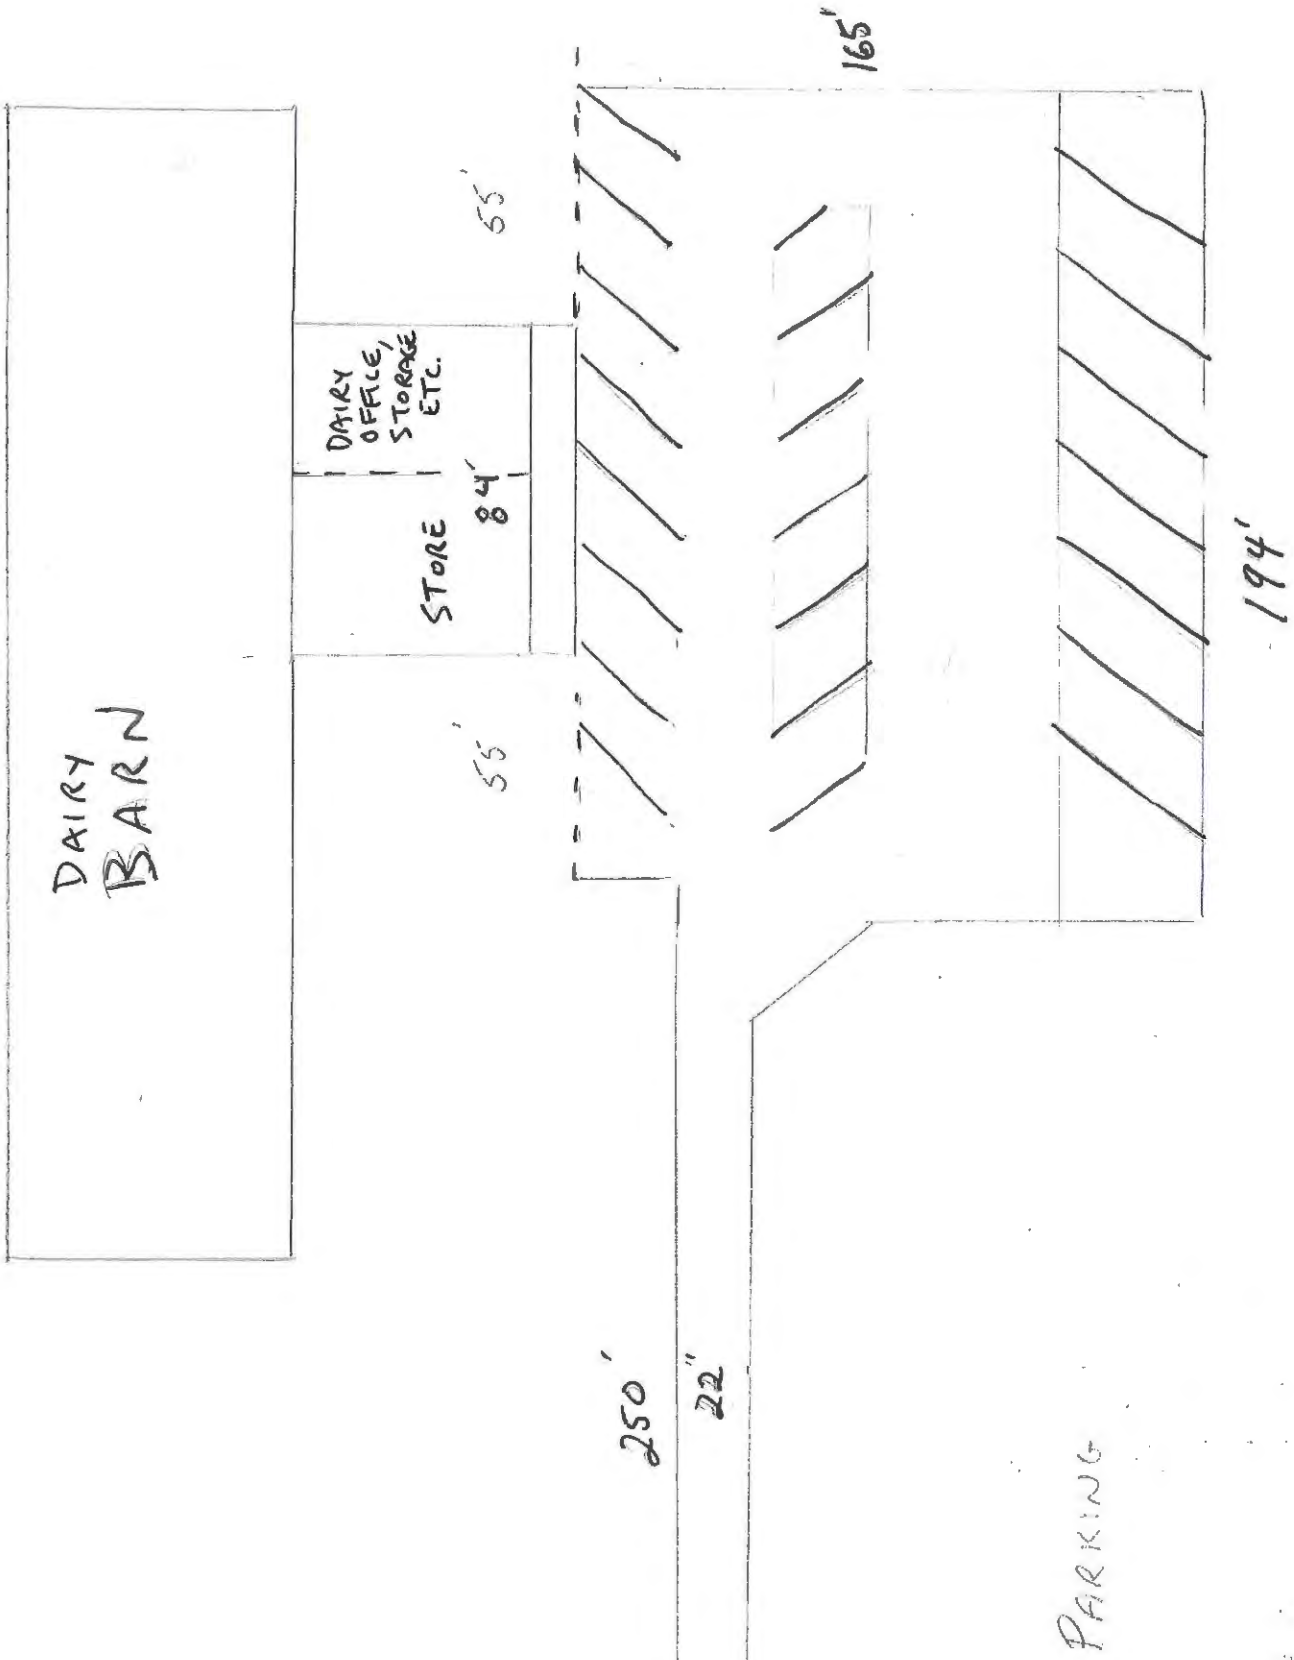 DAIRY
BARN
STORE
DAIRY
OFFICE,
STORAGE
ETC.
84'
55'
55'
165'
250'
22"
194'
PARKING